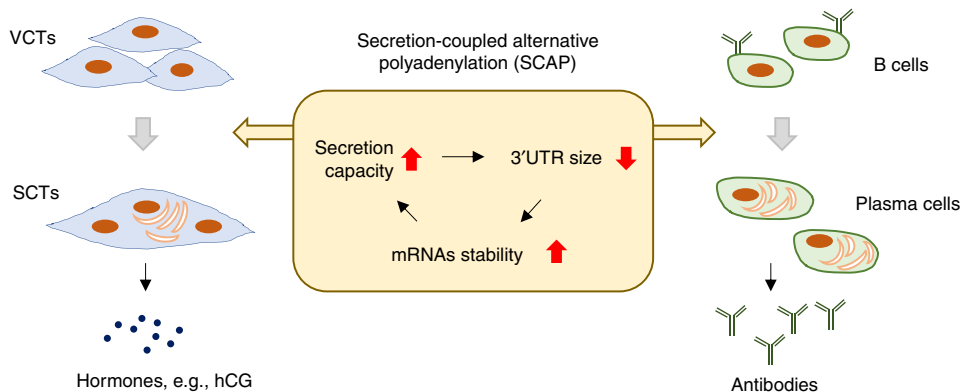 VCTs
SCTs
Hormones, e.g., hCG
Secretion-coupled alternative
polyadenylation (SCAP)
Secretion
capacity
3′UTR size
mRNAs stability
B cells
Plasma cells
Antibodies